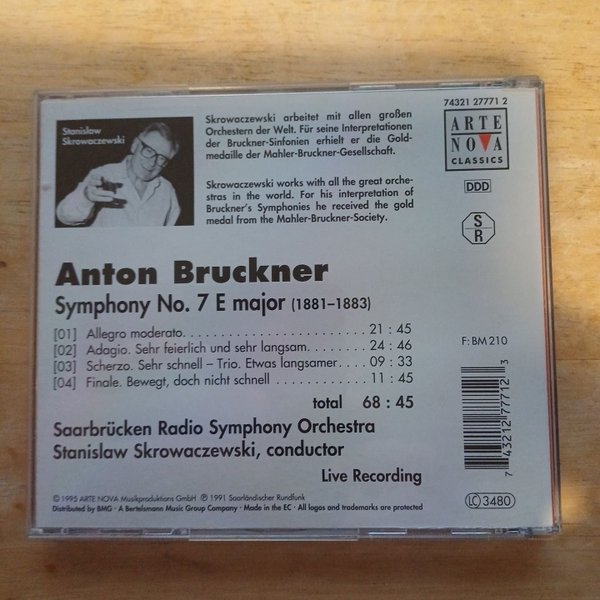 Stanislaw
Skrowaczewski
Skrowaczewski arbeitet mit allen großen
Orchestern der Welt. Für seine Interpretationen
der Bruckner-Sinfonien erhielt er die Gold-
medaille der Mahler-Bruckner-Gesellschaft.
Skrowaczewski works with all the great orche-
stras in the world. For his interpretation of
Bruckner's Symphonies he received the gold
medal from the Mahler-Bruckner-Society.
74321 27771 2
ARTE
NOVA
CLASSICS
DDD
S
R
Anton Bruckner
Symphony No. 7 E major (1881–1883)
[01] Allegro moderato. . . . . . . . . . . . . . . . . . . . . . . . 21 : 45
[02] Adagio. Sehr feierlich und sehr langsam. . . . . . . . 24 : 46
[03] Scherzo. Sehr schnell – Trio. Etwas langsamer . . . . 09 : 33
[04] Finale. Bewegt, doch nicht schnell . . . . . . . . . . . . 11 : 45
total 68 : 45
F: BM 210
Saarbrücken Radio Symphony Orchestra
Stanislaw Skrowaczewski, conductor
Live Recording
7 43212 77712 3
© 1995 ARTE NOVA Musikproduktions GmbH ℗ 1991 Saarländischer Rundfunk
Distributed by BMG · A Bertelsmann Music Group Company · Made in the EC · All logos and trademarks are protected
LC 3480